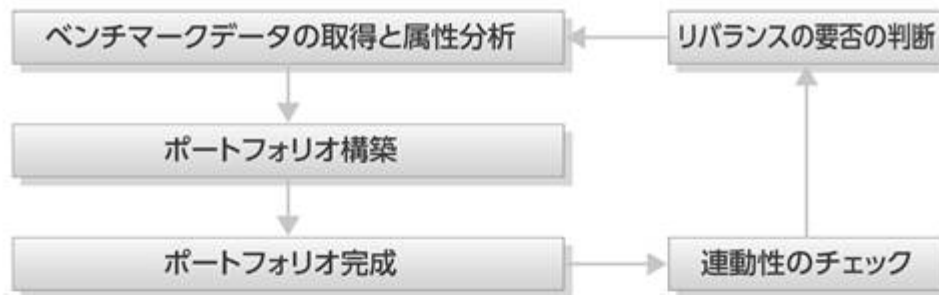 ベンチマークデータの取得と属性分析
リバランスの要否の判断
ポートフォリオ構築
ポートフォリオ完成
連動性のチェック